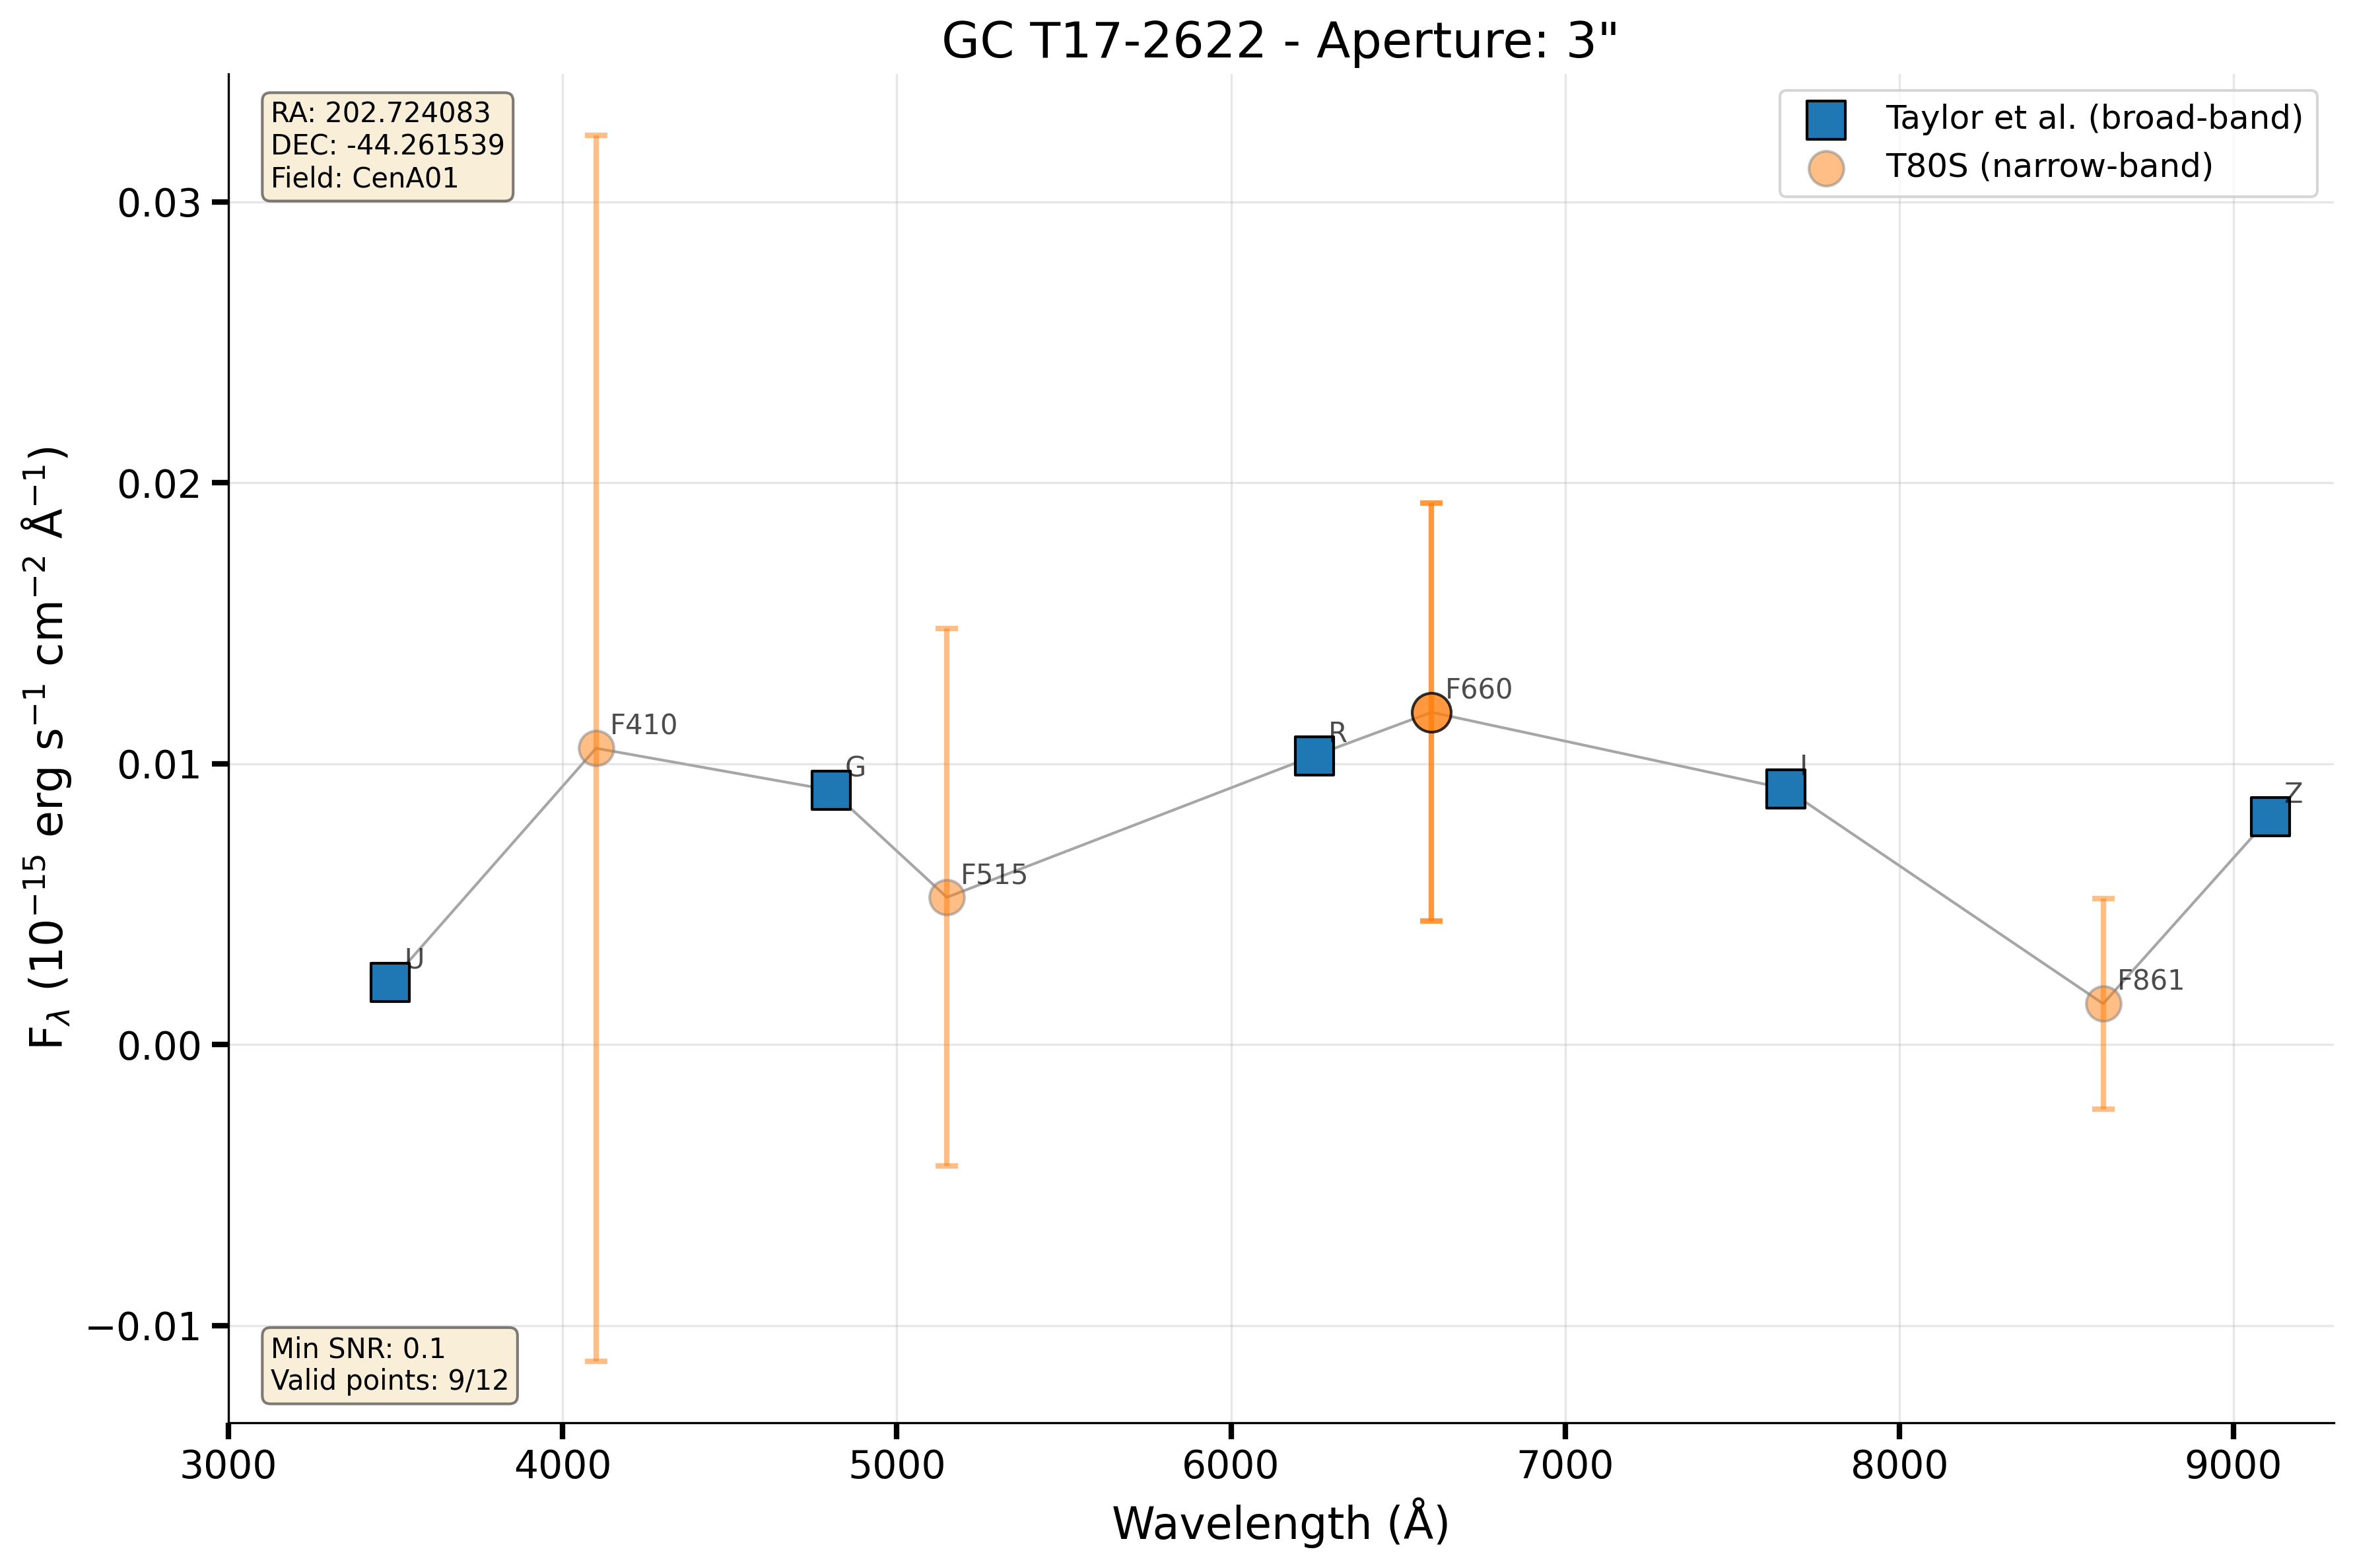 GC T17-2622 - Aperture: 3"
RA: 202.724083
DEC: -44.261539
Field: CenA01
Taylor et al. (broad-band)
T80S (narrow-band)
0.03
0.02
0.01
0.00
−0.01
F_λ (10⁻¹⁵ erg s⁻¹ cm⁻² Å⁻¹)
U
F410
G
F515
R
F660
I
F861
Z
Min SNR: 0.1
Valid points: 9/12
3000 4000 5000 6000 7000 8000 9000
Wavelength (Å)